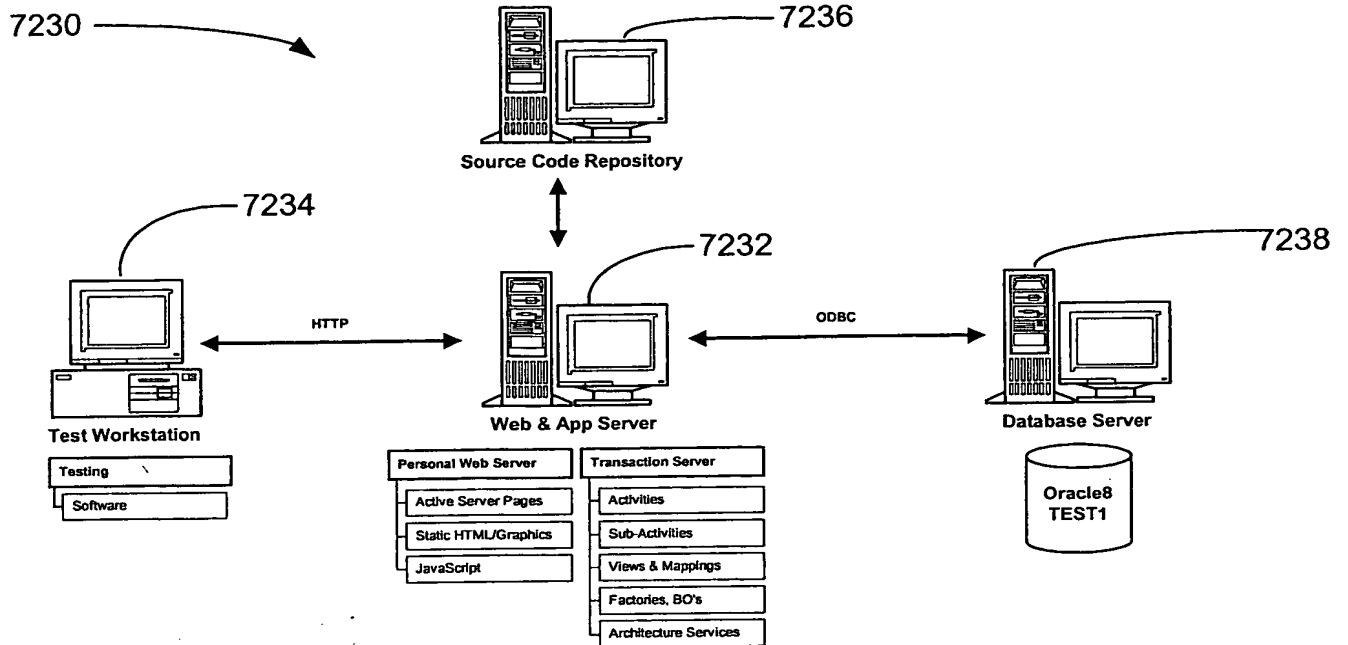 7230
7236
Source Code Repository
7234
7232
7238
HTTP
ODBC
Test Workstation
Web & App Server
Database Server
Testing
Software
Personal Web Server
Active Server Pages
Static HTML/Graphics
JavaScript
Transaction Server
Activities
Sub-Activities
Views & Mappings
Factories, BO's
Architecture Services
Oracle8
TEST1